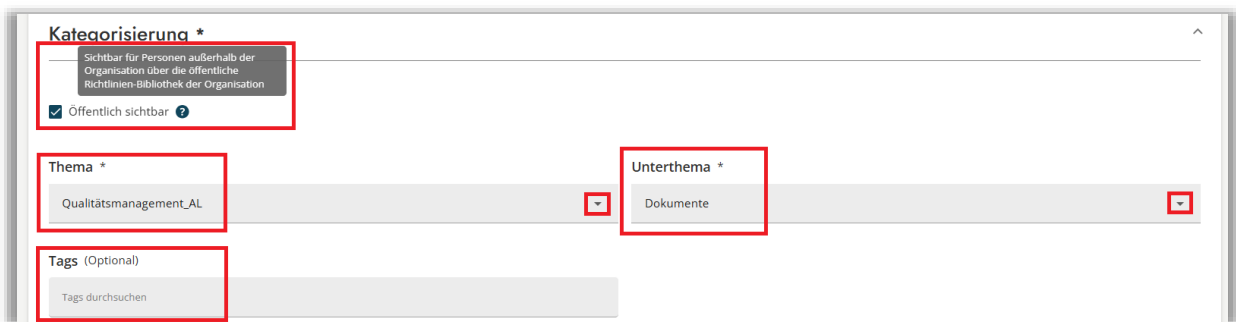 Kategorisierung *
Sichtbar für Personen außerhalb der
Organisation über die öffentliche
Richtlinien-Bibliothek der Organisation
Öffentlich sichtbar ?
Thema *
Unterthema *
Qualitätsmanagement_AL
Dokumente
Tags (Optional)
Tags durchsuchen